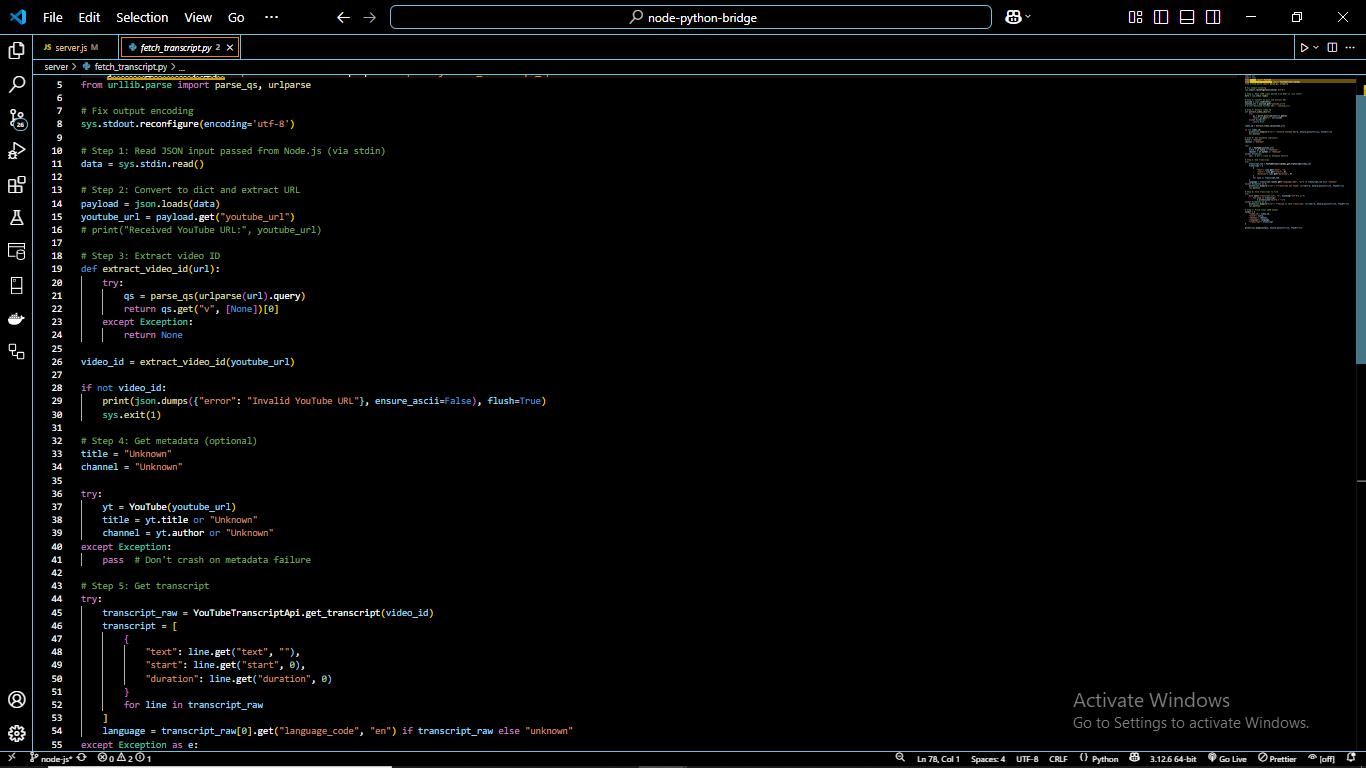 File Edit Selection View Go ··· node-python-bridge
JS server.js M fetch_transcript.py 2 ×
server > fetch_transcript.py > ...
5 from urllib.parse import parse_qs, urlparse
6
7 # Fix output encoding
8 sys.stdout.reconfigure(encoding='utf-8')
9
10 # Step 1: Read JSON input passed from Node.js (via stdin)
11 data = sys.stdin.read()
12
13 # Step 2: Convert to dict and extract URL
14 payload = json.loads(data)
15 youtube_url = payload.get("youtube_url")
16 # print("Received YouTube URL:", youtube_url)
17
18 # Step 3: Extract video ID
19 def extract_video_id(url):
20     try:
21         qs = parse_qs(urlparse(url).query)
22         return qs.get("v", [None])[0]
23     except Exception:
24         return None
25
26 video_id = extract_video_id(youtube_url)
27
28 if not video_id:
29     print(json.dumps({"error": "Invalid YouTube URL"}, ensure_ascii=False), flush=True)
30     sys.exit(1)
31
32 # Step 4: Get metadata (optional)
33 title = "Unknown"
34 channel = "Unknown"
35
36 try:
37     yt = YouTube(youtube_url)
38     title = yt.title or "Unknown"
39     channel = yt.author or "Unknown"
40 except Exception:
41     pass  # Don't crash on metadata failure
42
43 # Step 5: Get transcript
44 try:
45     transcript_raw = YouTubeTranscriptApi.get_transcript(video_id)
46     transcript = [
47         {
48             "text": line.get("text", ""),
49             "start": line.get("start", 0),
50             "duration": line.get("duration", 0)
51         }
52         for line in transcript_raw
53     ]
54     language = transcript_raw[0].get("language_code", "en") if transcript_raw else "unknown"
55 except Exception as e:
26
Activate Windows
Go to Settings to activate Windows.
node-js* 0 2 1 Ln 78, Col 1 Spaces: 4 UTF-8 CRLF {} Python 3.12.6 64-bit Go Live Prettier [off]